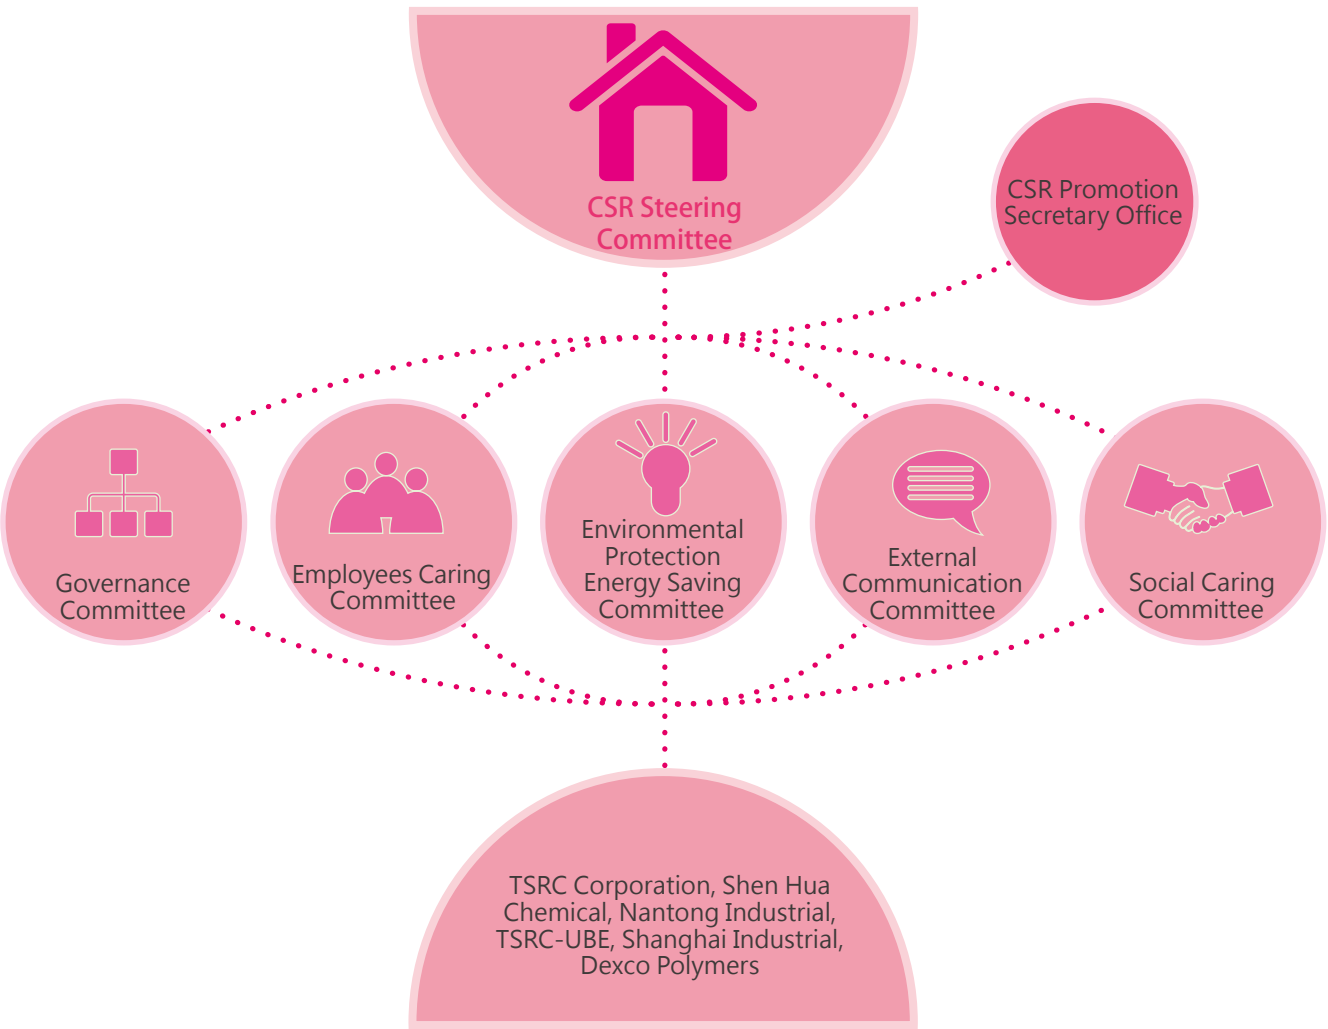 CSR Steering
Committee
CSR Promotion
Secretary Office
Governance
Committee
Employees Caring
Committee
Environmental
Protection
Energy Saving
Committee
External
Communication
Committee
Social Caring
Committee
TSRC Corporation, Shen Hua
Chemical, Nantong Industrial,
TSRC-UBE, Shanghai Industrial,
Dexco Polymers